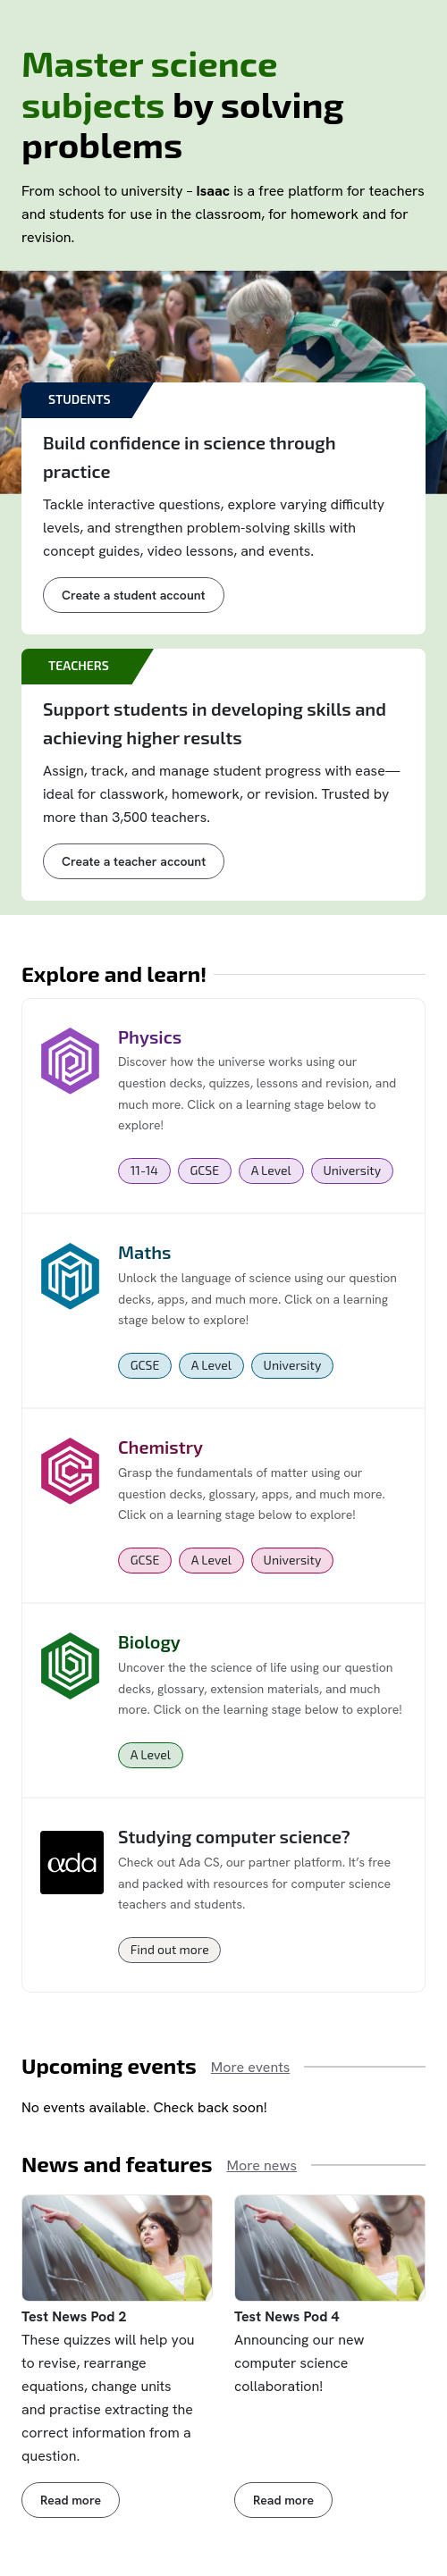 Master science
subjects by solving
problems
From school to university – Isaac is a free platform for teachers
and students for use in the classroom, for homework and for
revision.
STUDENTS
Build confidence in science through
practice
Tackle interactive questions, explore varying difficulty
levels, and strengthen problem-solving skills with
concept guides, video lessons, and events.
Create a student account
TEACHERS
Support students in developing skills and
achieving higher results
Assign, track, and manage student progress with ease—
ideal for classwork, homework, or revision. Trusted by
more than 3,500 teachers.
Create a teacher account
Explore and learn!
Physics
Discover how the universe works using our
question decks, quizzes, lessons and revision, and
much more. Click on a learning stage below to
explore!
11-14 GCSE A Level University
Maths
Unlock the language of science using our question
decks, apps, and much more. Click on a learning
stage below to explore!
GCSE A Level University
Chemistry
Grasp the fundamentals of matter using our
question decks, glossary, apps, and much more.
Click on a learning stage below to explore!
GCSE A Level University
Biology
Uncover the the science of life using our question
decks, glossary, extension materials, and much
more. Click on the learning stage below to explore!
A Level
ada
Studying computer science?
Check out Ada CS, our partner platform. It’s free
and packed with resources for computer science
teachers and students.
Find out more
Upcoming events More events
No events available. Check back soon!
News and features More news
Test News Pod 2
These quizzes will help you
to revise, rearrange
equations, change units
and practise extracting the
correct information from a
question.
Read more
Test News Pod 4
Announcing our new
computer science
collaboration!
Read more